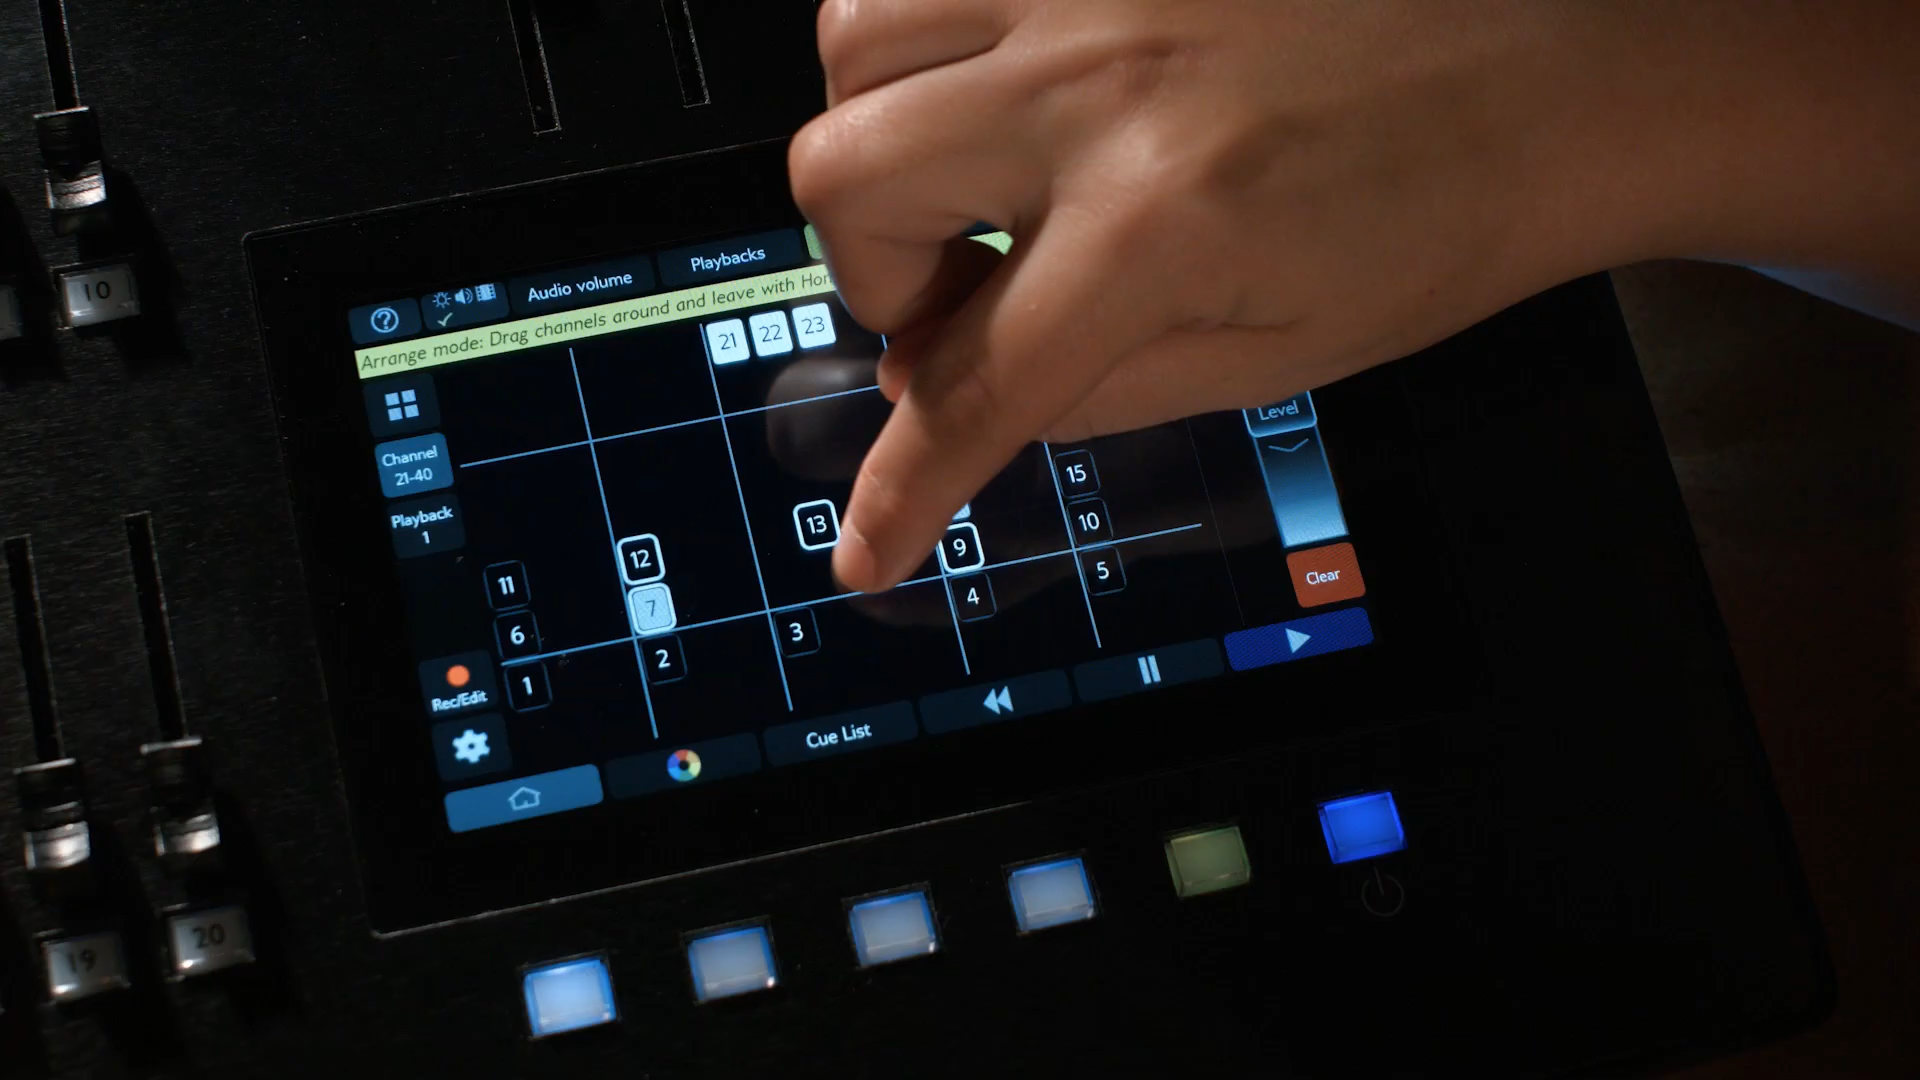 10
?
Audio volume
Playbacks
Arrange mode: Drag channels around and leave with
21 22 23
Level
Channel
21-40
Playback
1
15
13
10
12
9
11
7
5
6
4
3
2
1
Clear
Rec/Edit
Cue List
19
20